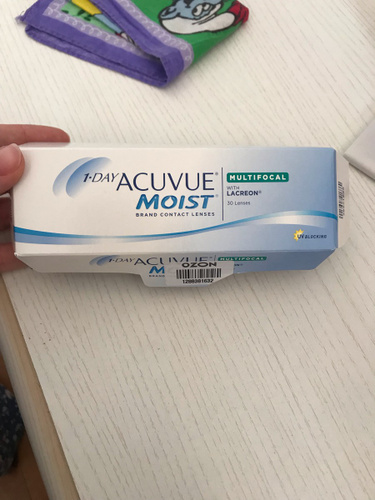 1·DAY ACUVUE®
MOIST®
BRAND CONTACT LENSES
MULTIFOCAL
WITH
LACREON®
30 Lenses
UV BLOCKING
1·DAY ACUVUE
MULTIFOCAL
M
OZON